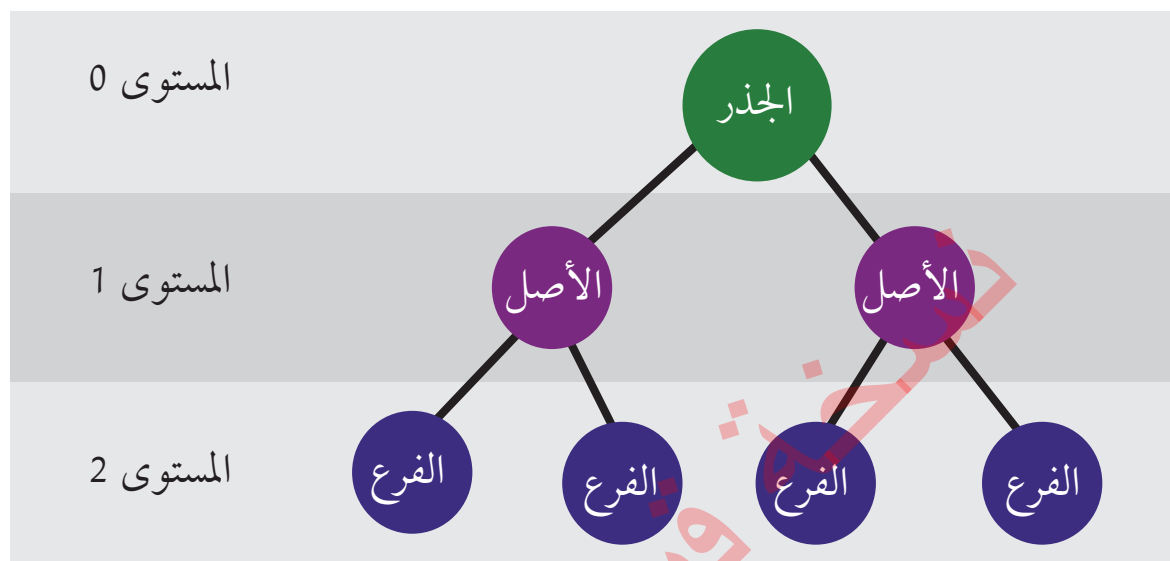 المستوى 0
الجذر
المستوى 1
الأصل
الأصل
المستوى 2
الفرع
الفرع
الفرع
الفرع